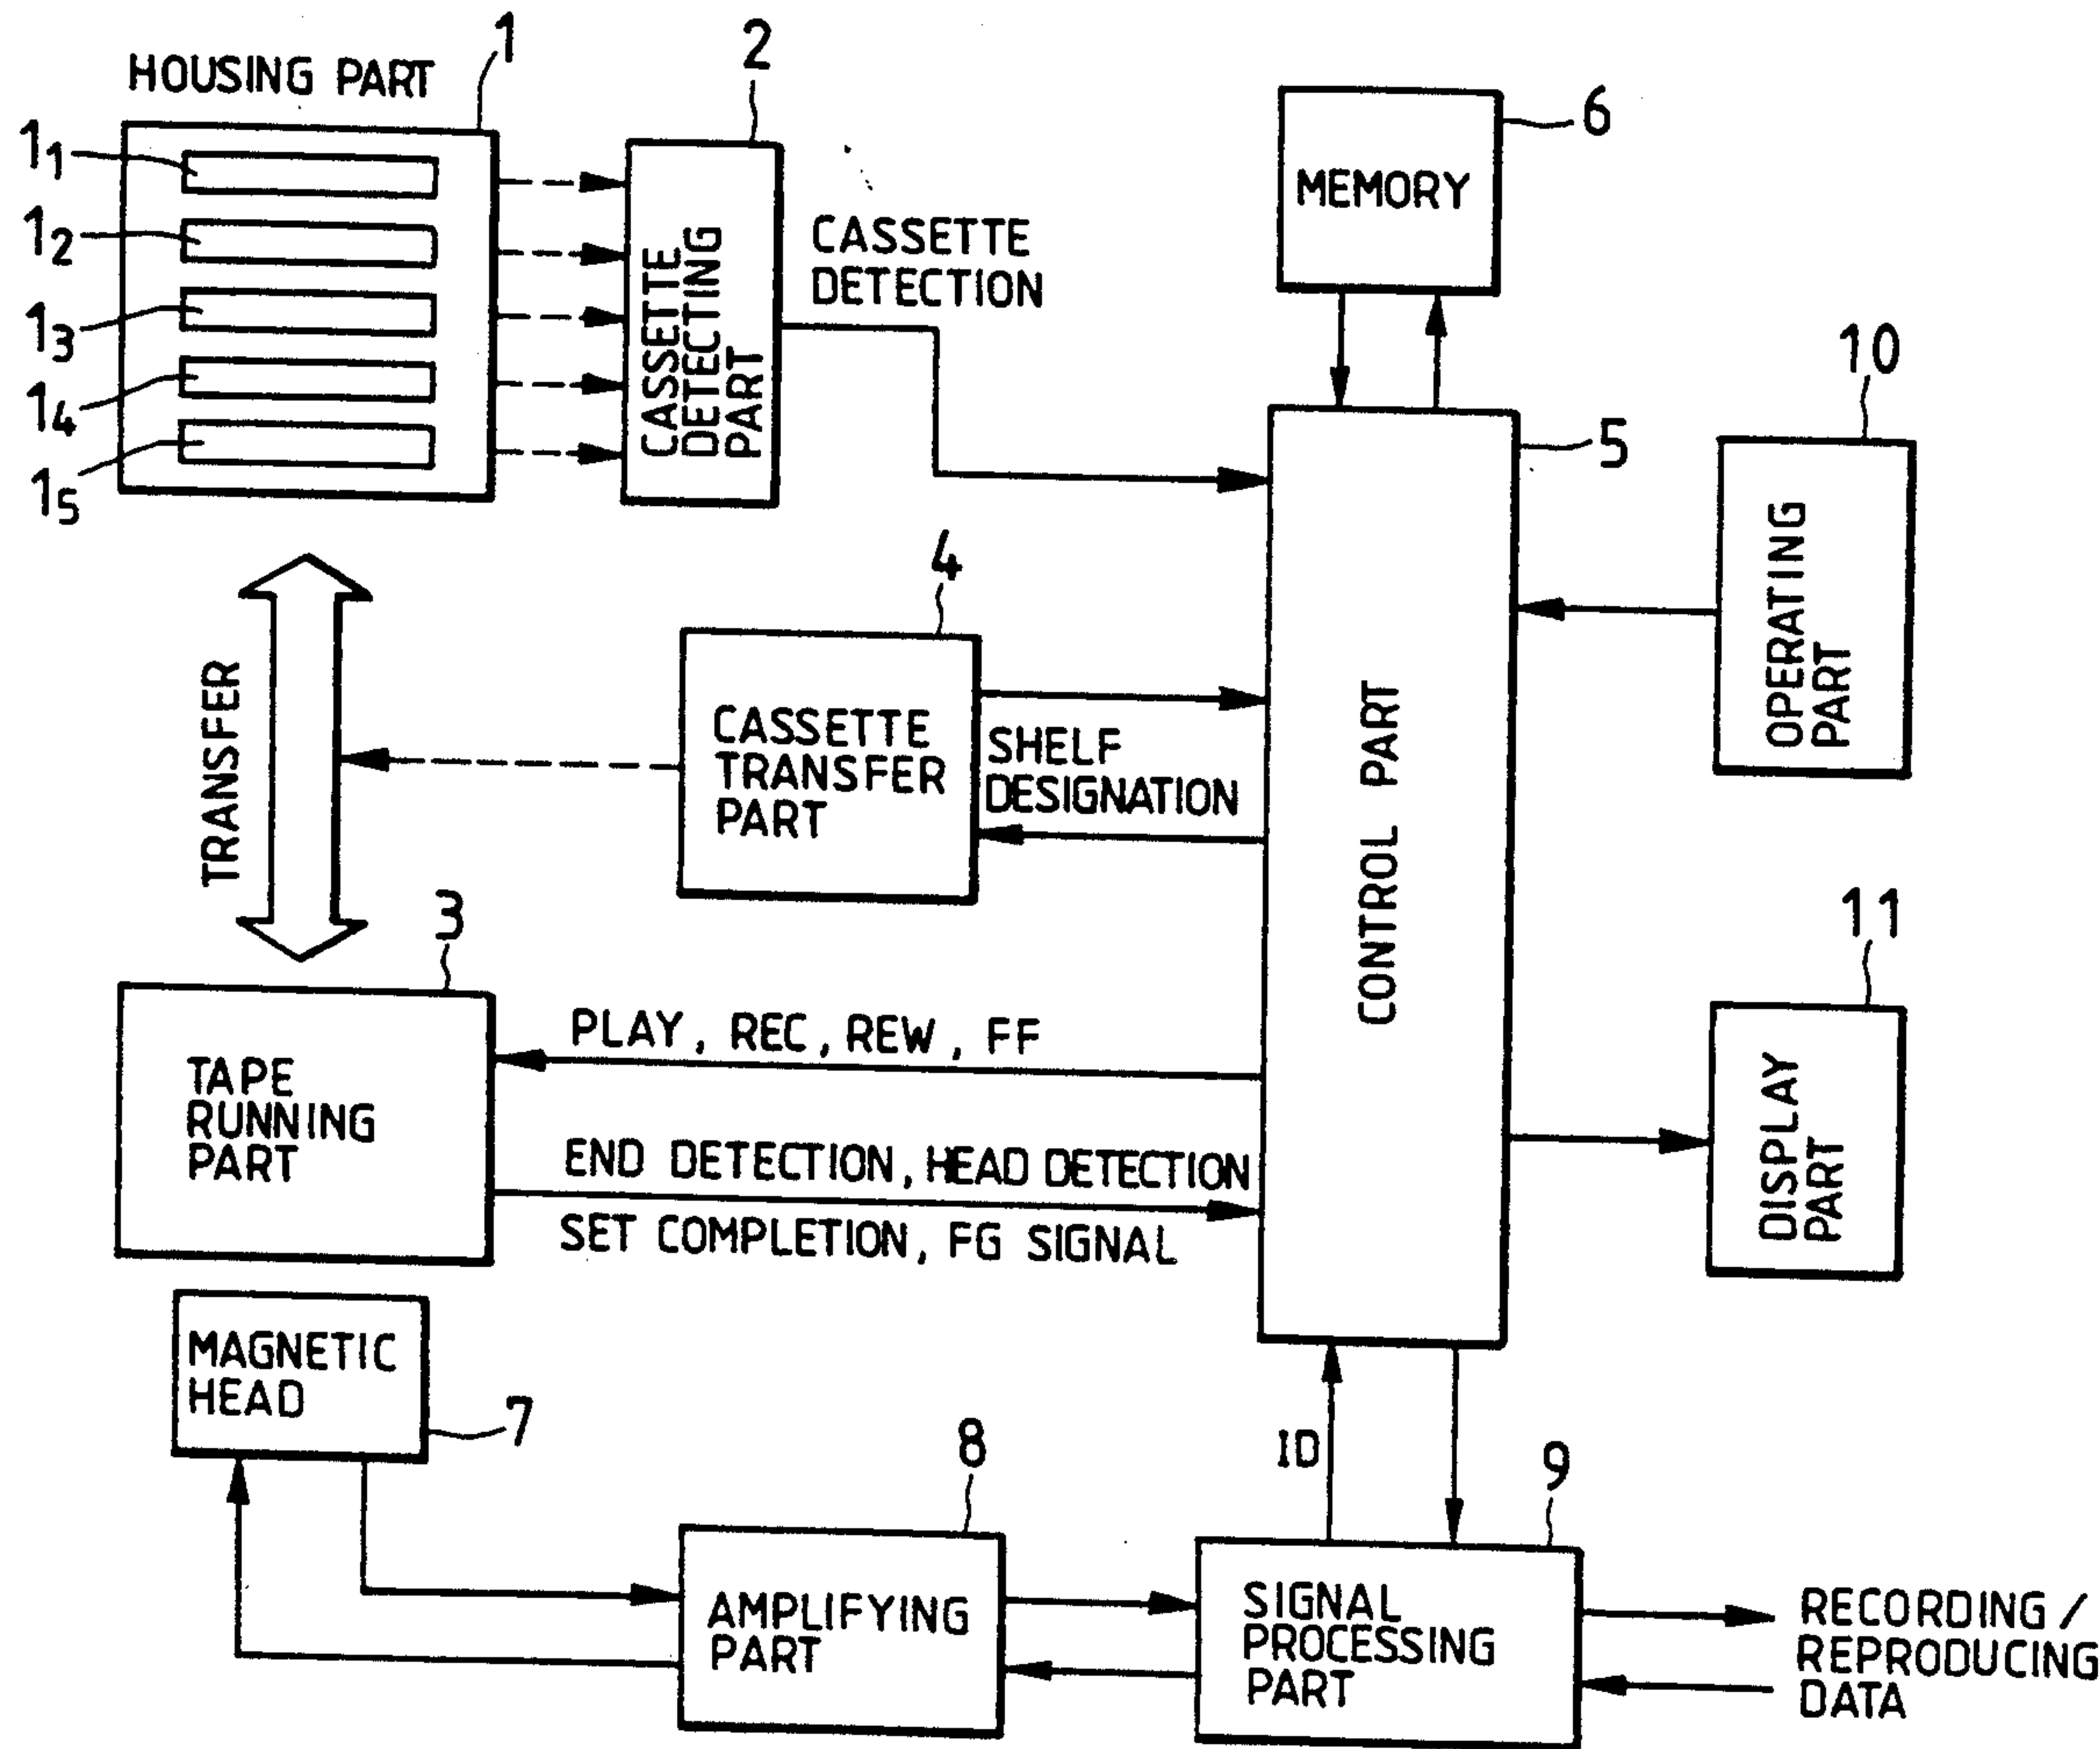 HOUSING PART
1
2
6
1₁
1₂
1₃
1₄
1₅
CASSETTE
DETECTING
PART
CASSETTE
DETECTION
MEMORY
10
5
OPERATING
PART
4
CASSETTE
TRANSFER
PART
SHELF
DESIGNATION
CONTROL PART
TRANSFER
3
11
TAPE
RUNNING
PART
PLAY, REC, REW, FF
END DETECTION, HEAD DETECTION
SET COMPLETION, FG SIGNAL
DISPLAY
PART
MAGNETIC
HEAD
7
8
ID
9
AMPLIFYING
PART
SIGNAL
PROCESSING
PART
RECORDING /
REPRODUCING
DATA